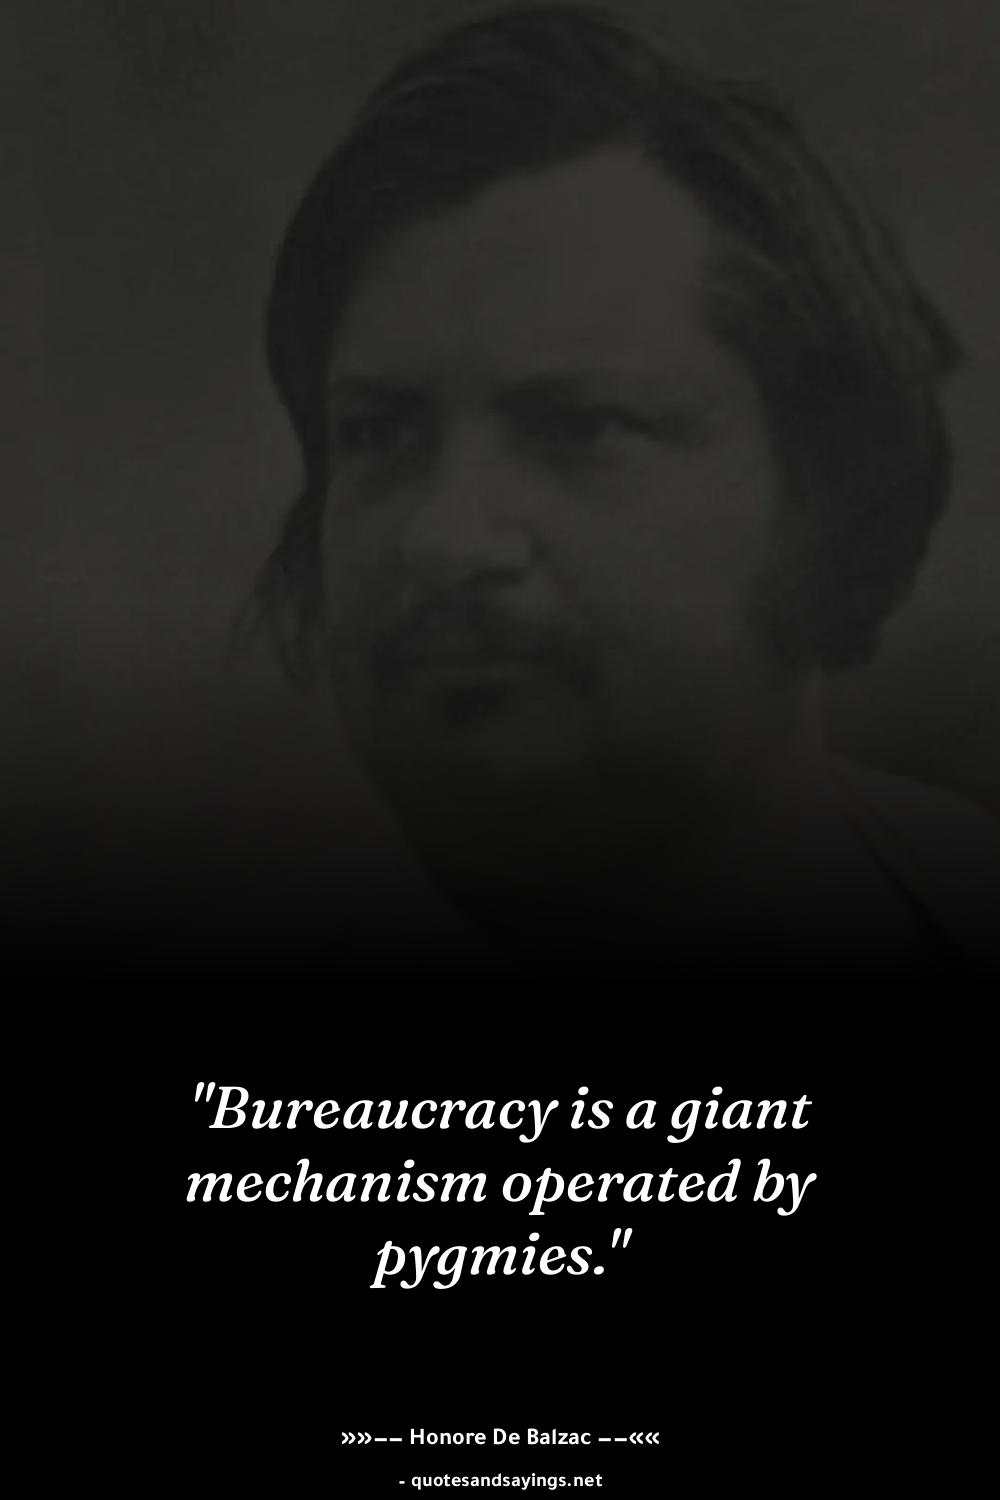 "Bureaucracy is a giant
mechanism operated by
pygmies."
»»−− Honore De Balzac −−««
- quotesandsayings.net